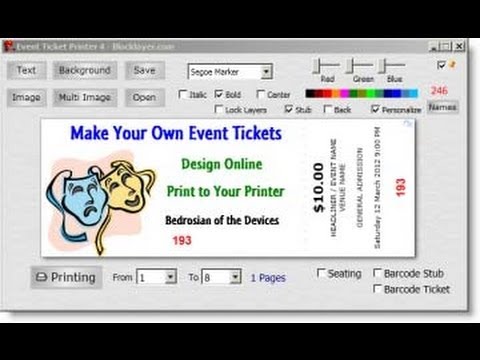 Event Ticket Printer 4 - Blocklayer.com
Text Background Save Segoe Marker Red Green Blue
Italic Bold Center
Image Multi Image Open 246
Lock Layers Stub Back Personalize Names
Make Your Own Event Tickets
Design Online
Print to Your Printer
Bedrosian of the Devices
193
$10.00
HEADLINER / EVENT NAME
VENUE NAME
GENERAL ADMISSION
Saturday 12 March 2012 9:00 PM
193
Printing From 1 To 8 1 Pages Seating Barcode Stub
Barcode Ticket